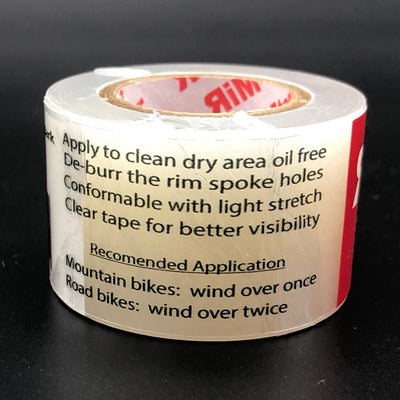 MiR
Apply to clean dry area oil free
De-burr the rim spoke holes
Conformable with light stretch
Clear tape for better visibility
Recomended Application
Mountain bikes: wind over once
Road bikes: wind over twice